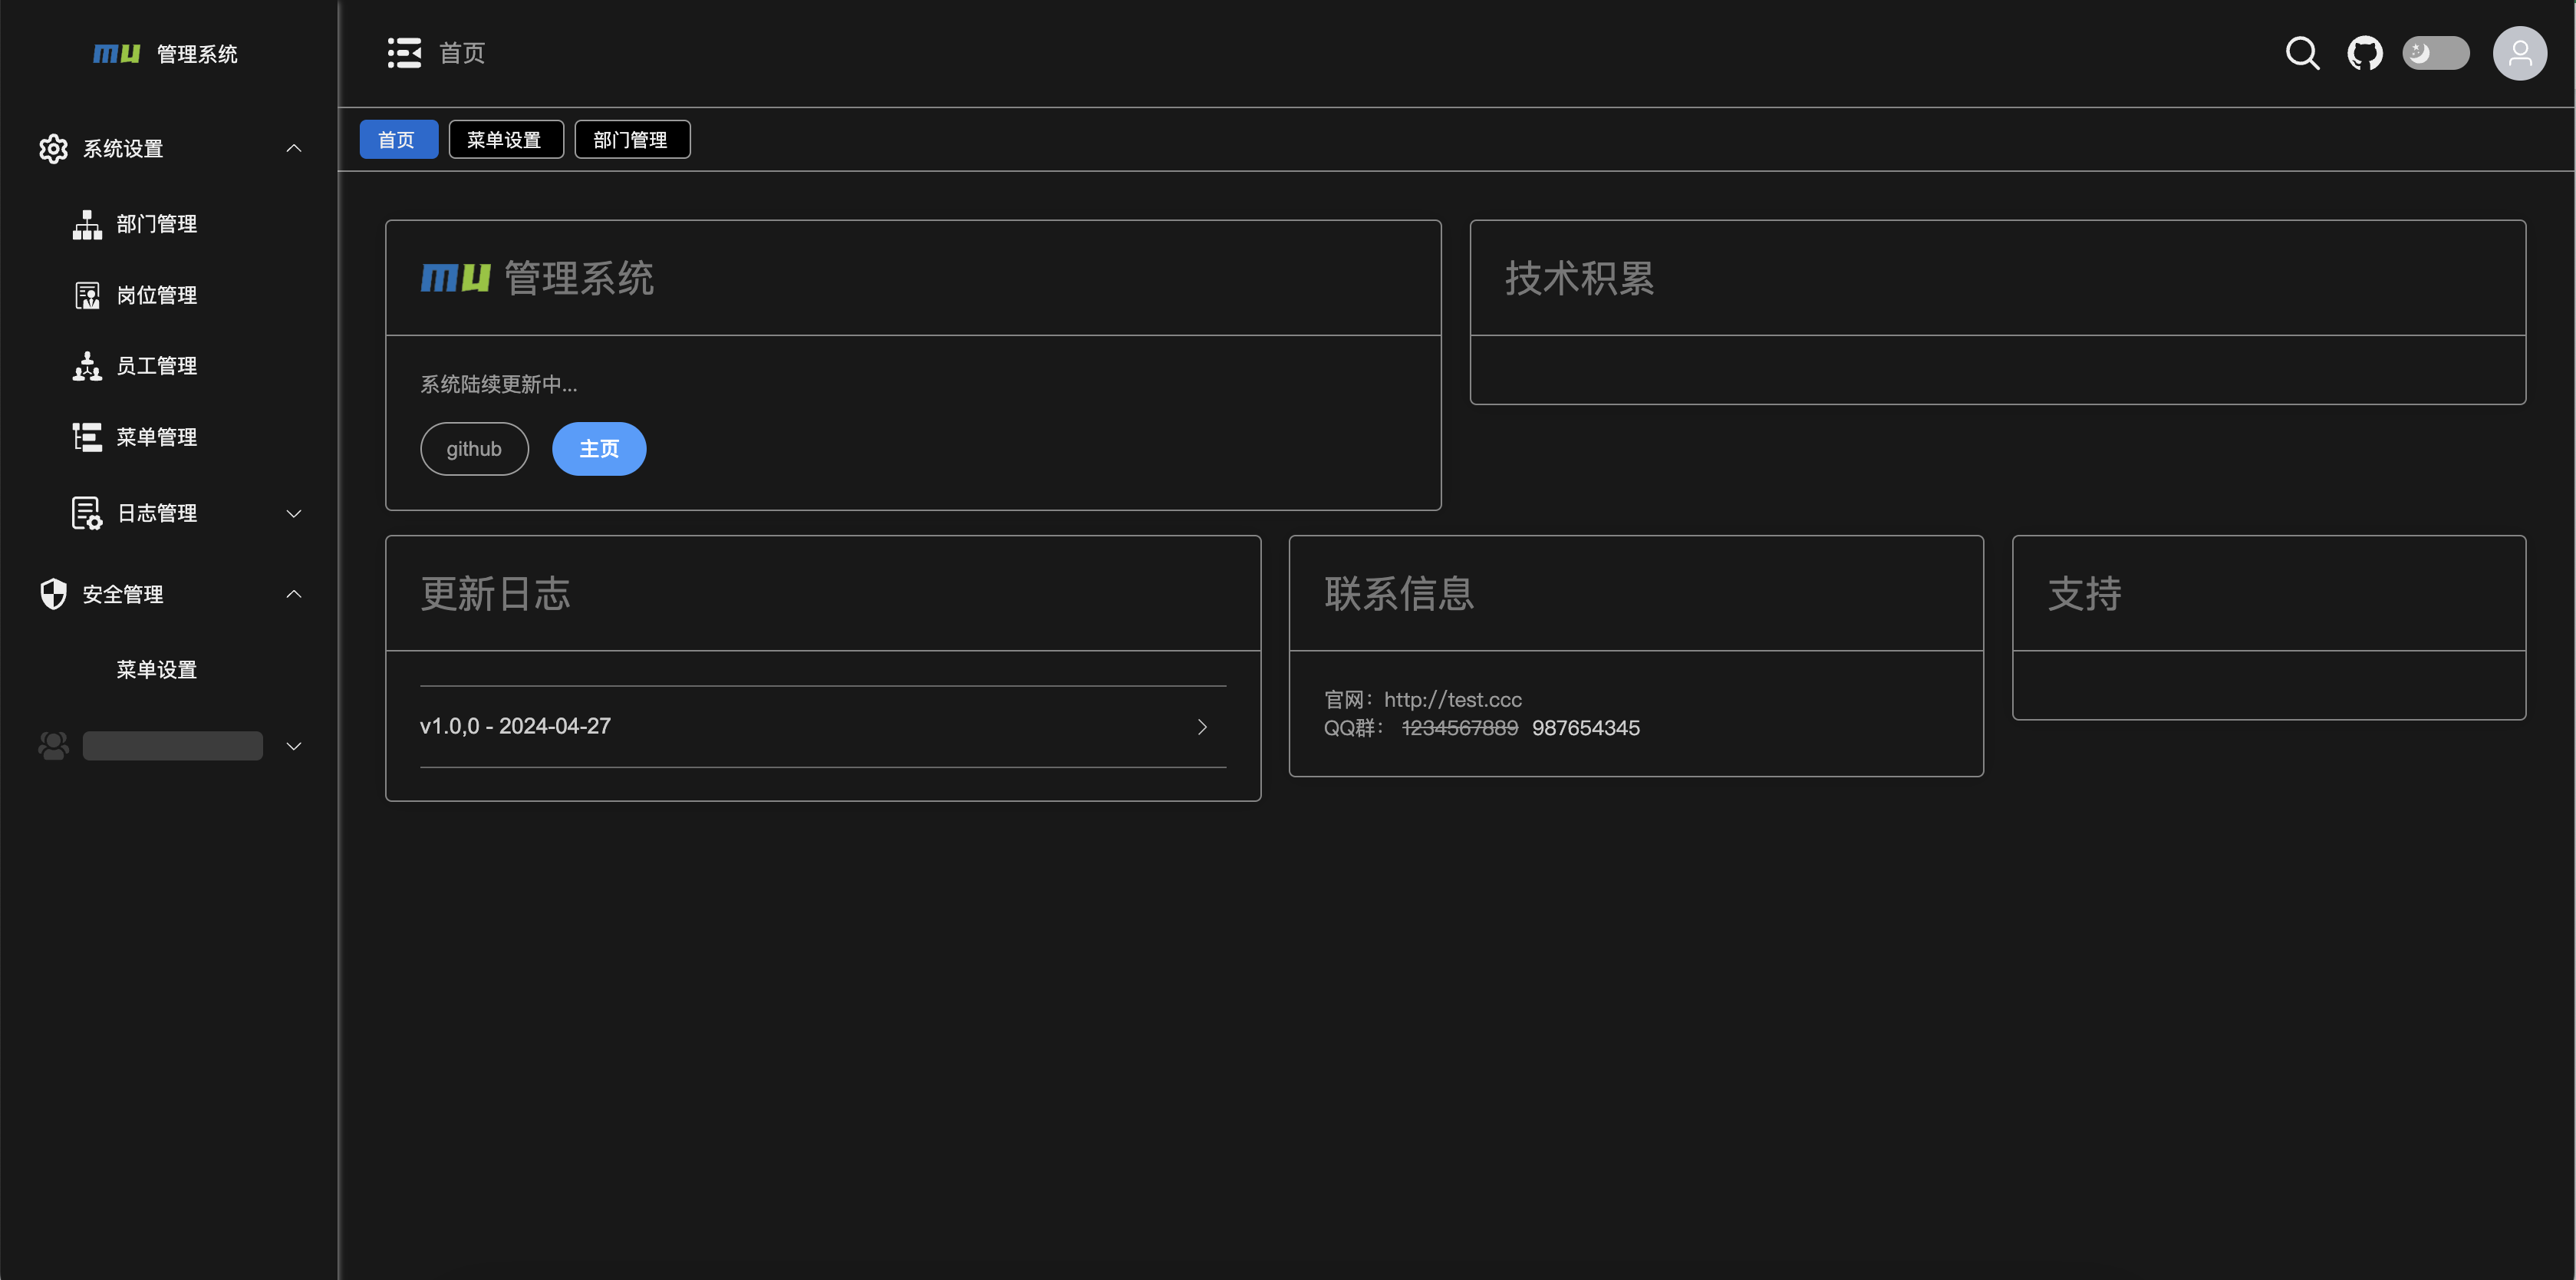 mu 管理系统
系统设置
部门管理
岗位管理
员工管理
菜单管理
日志管理
安全管理
菜单设置
首页
首页
菜单设置
部门管理
mu 管理系统
系统陆续更新中...
github
主页
技术积累
更新日志
v1.0,0 - 2024-04-27
联系信息
官网：http://test.ccc
QQ群： 1234567889 987654345
支持